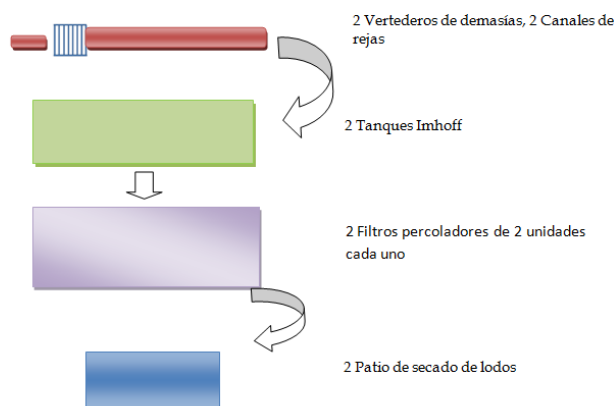 2 Vertederos de demasías, 2 Canales de
rejas
2 Tanques Imhoff
2 Filtros percoladores de 2 unidades
cada uno
2 Patio de secado de lodos